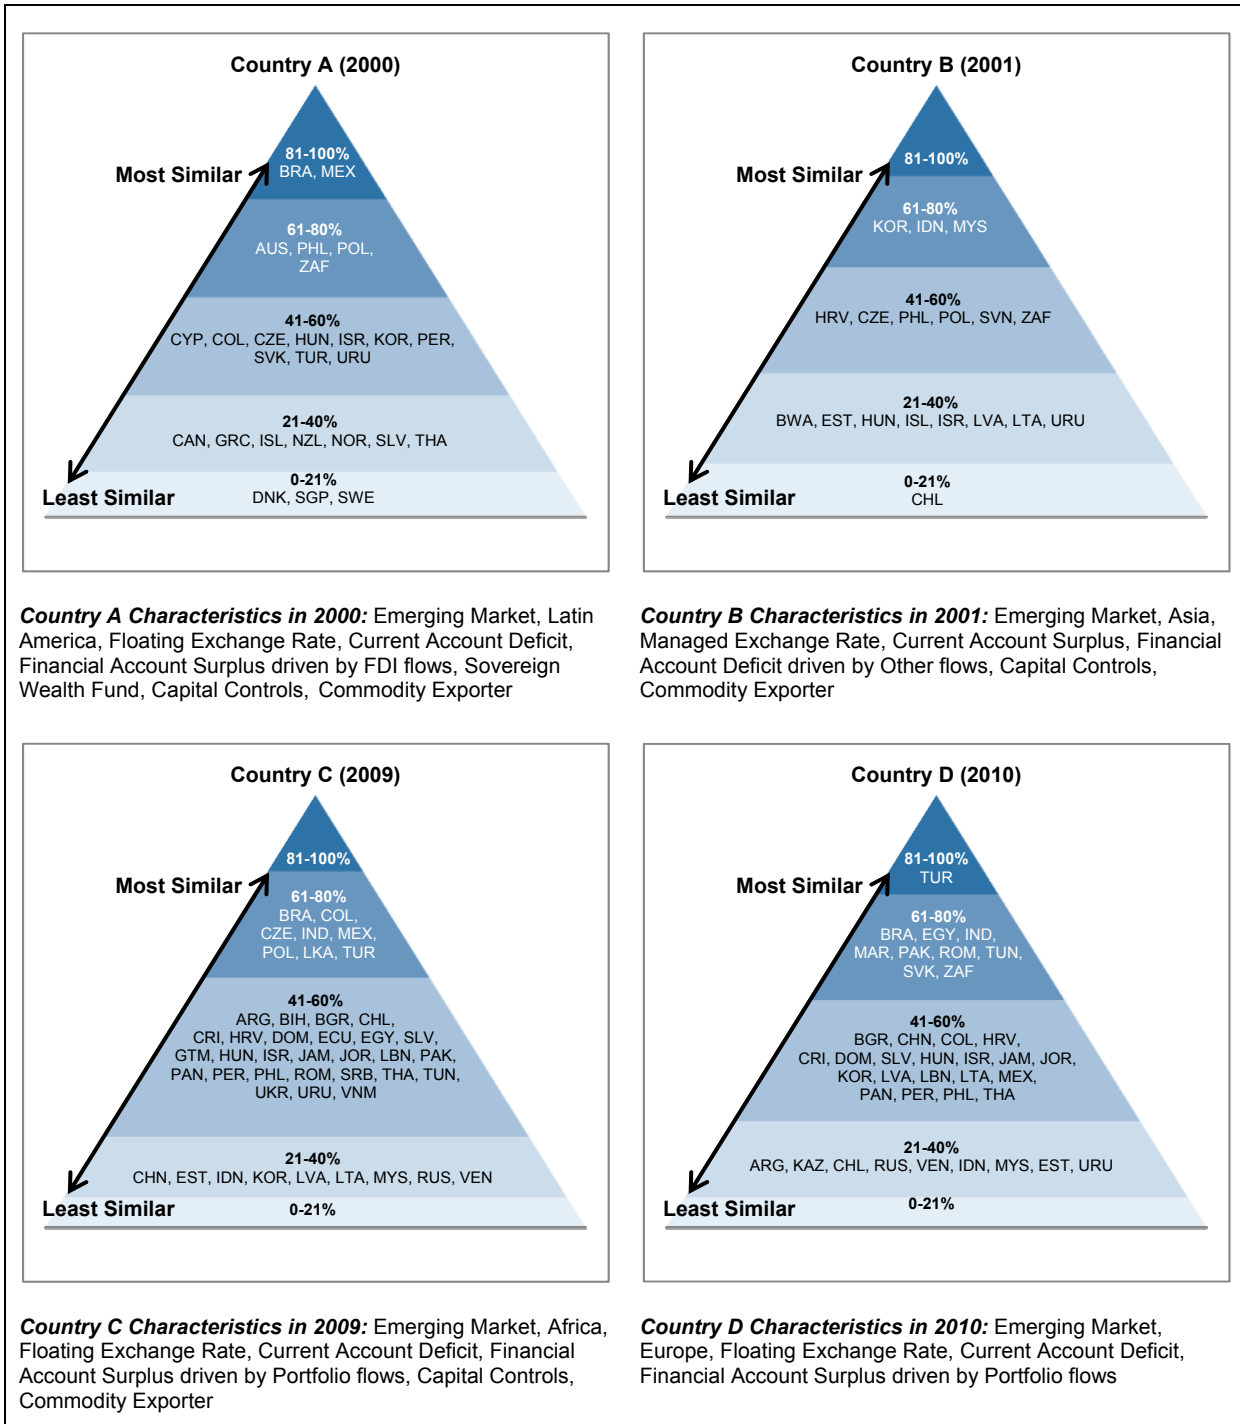 Country A (2000)
81-100%
Most Similar
BRA, MEX
61-80%
AUS, PHL, POL,
ZAF
41-60%
CYP, COL, CZE, HUN, ISR, KOR, PER,
SVK, TUR, URU
21-40%
CAN, GRC, ISL, NZL, NOR, SLV, THA
0-21%
Least Similar
DNK, SGP, SWE
Country A Characteristics in 2000: Emerging Market, Latin
America, Floating Exchange Rate, Current Account Deficit,
Financial Account Surplus driven by FDI flows, Sovereign
Wealth Fund, Capital Controls, Commodity Exporter
Country B (2001)
81-100%
Most Similar
61-80%
KOR, IDN, MYS
41-60%
HRV, CZE, PHL, POL, SVN, ZAF
21-40%
BWA, EST, HUN, ISL, ISR, LVA, LTA, URU
0-21%
Least Similar
CHL
Country B Characteristics in 2001: Emerging Market, Asia,
Managed Exchange Rate, Current Account Surplus, Financial
Account Deficit driven by Other flows, Capital Controls,
Commodity Exporter
Country C (2009)
81-100%
Most Similar
61-80%
BRA, COL,
CZE, IND, MEX,
POL, LKA, TUR
41-60%
ARG, BIH, BGR, CHL,
CRI, HRV, DOM, ECU, EGY, SLV,
GTM, HUN, ISR, JAM, JOR, LBN, PAK,
PAN, PER, PHL, ROM, SRB, THA, TUN,
UKR, URU, VNM
21-40%
CHN, EST, IDN, KOR, LVA, LTA, MYS, RUS, VEN
Least Similar
0-21%
Country C Characteristics in 2009: Emerging Market, Africa,
Floating Exchange Rate, Current Account Deficit, Financial
Account Surplus driven by Portfolio flows, Capital Controls,
Commodity Exporter
Country D (2010)
81-100%
TUR
Most Similar
61-80%
BRA, EGY, IND,
MAR, PAK, ROM, TUN,
SVK, ZAF
41-60%
BGR, CHN, COL, HRV,
CRI, DOM, SLV, HUN, ISR, JAM, JOR,
KOR, LVA, LBN, LTA, MEX,
PAN, PER, PHL, THA
21-40%
ARG, KAZ, CHL, RUS, VEN, IDN, MYS, EST, URU
Least Similar
0-21%
Country D Characteristics in 2010: Emerging Market,
Europe, Floating Exchange Rate, Current Account Deficit,
Financial Account Surplus driven by Portfolio flows